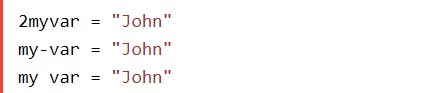 2myvar = "John"
my-var = "John"
my var = "John"